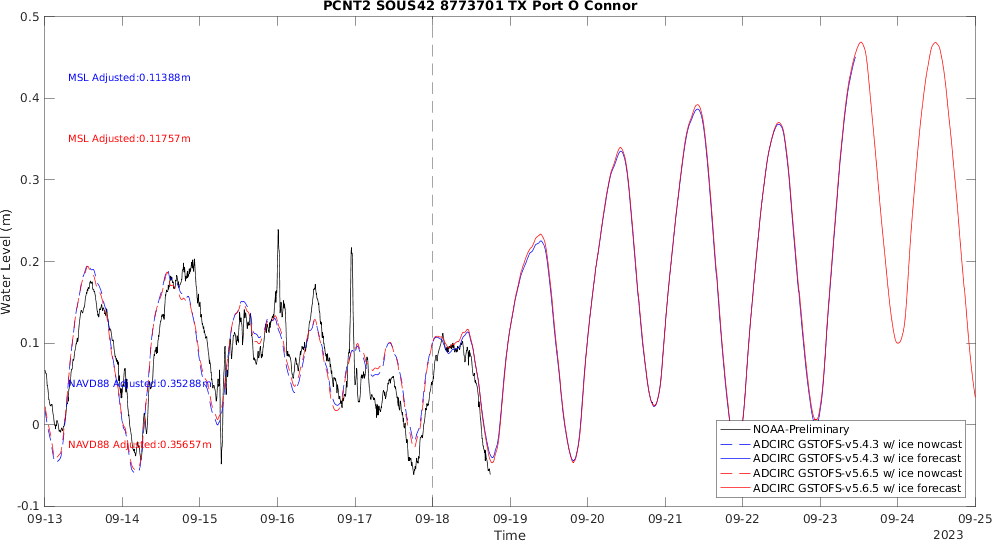 PCNT2 SOUS42 8773701 TX Port O Connor
0.5
0.4
0.3
0.2
0.1
0
-0.1
Water Level (m)
MSL Adjusted:0.11388m
MSL Adjusted:0.11757m
NAVD88 Adjusted:0.35288m
NAVD88 Adjusted:0.35657m
NOAA-Preliminary
ADCIRC GSTOFS-v5.4.3 w/ ice nowcast
ADCIRC GSTOFS-v5.4.3 w/ ice forecast
ADCIRC GSTOFS-v5.6.5 w/ ice nowcast
ADCIRC GSTOFS-v5.6.5 w/ ice forecast
09-13 09-14 09-15 09-16 09-17 09-18 09-19 09-20 09-21 09-22 09-23 09-24 09-25
Time
2023